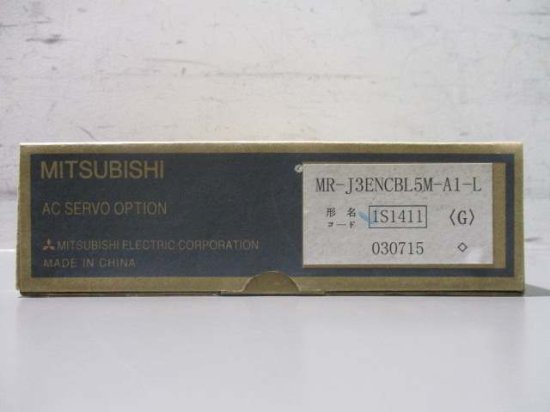 MITSUBISHI
AC SERVO OPTION
MITSUBISHI ELECTRIC CORPORATION
MADE IN CHINA
MR-J3ENCBL5M-A1-L
形名 コード 1S1411 〈G〉
030715 ◇